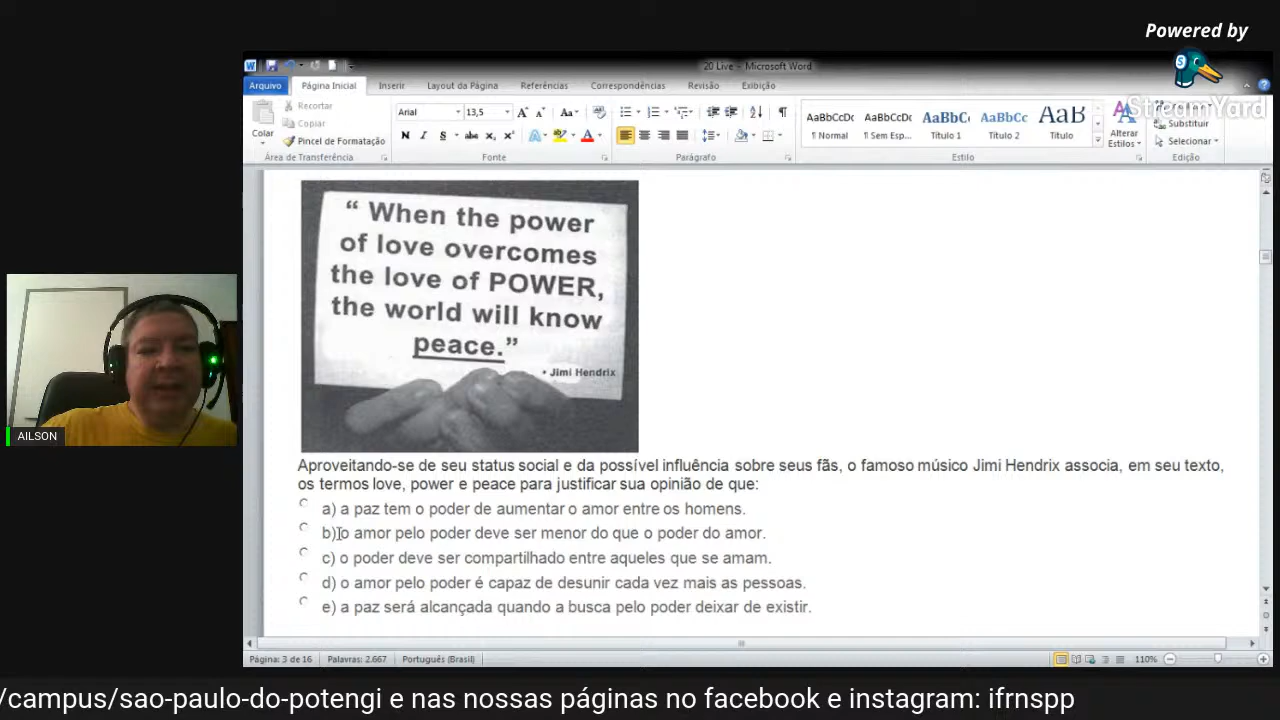 Powered by
StreamYard
20 Live - Microsoft Word
Arquivo Página Inicial Inserir Layout da Página Referências Correspondências Revisão Exibição
Colar
Recortar
Copiar
Pincel de Formatação
Área de Transferência
Arial 13,5
Fonte
Parágrafo
AaBbCcDc AaBbCcDc AaBbC AaBbCc AaB
¶ Normal ¶ Sem Esp... Título 1 Título 2 Título
Estilo
Alterar
Estilos
Substituir
Selecionar
Edição
“ When the power
of love overcomes
the love of POWER,
the world will know
peace.”
• Jimi Hendrix
AILSON
Aproveitando-se de seu status social e da possível influência sobre seus fãs, o famoso músico Jimi Hendrix associa, em seu texto,
os termos love, power e peace para justificar sua opinião de que:
a) a paz tem o poder de aumentar o amor entre os homens.
b) o amor pelo poder deve ser menor do que o poder do amor.
c) o poder deve ser compartilhado entre aqueles que se amam.
d) o amor pelo poder é capaz de desunir cada vez mais as pessoas.
e) a paz será alcançada quando a busca pelo poder deixar de existir.
Página: 3 de 16 Palavras: 2.667 Português (Brasil) 110%
/campus/sao-paulo-do-potengi e nas nossas páginas no facebook e instagram: ifrnspp